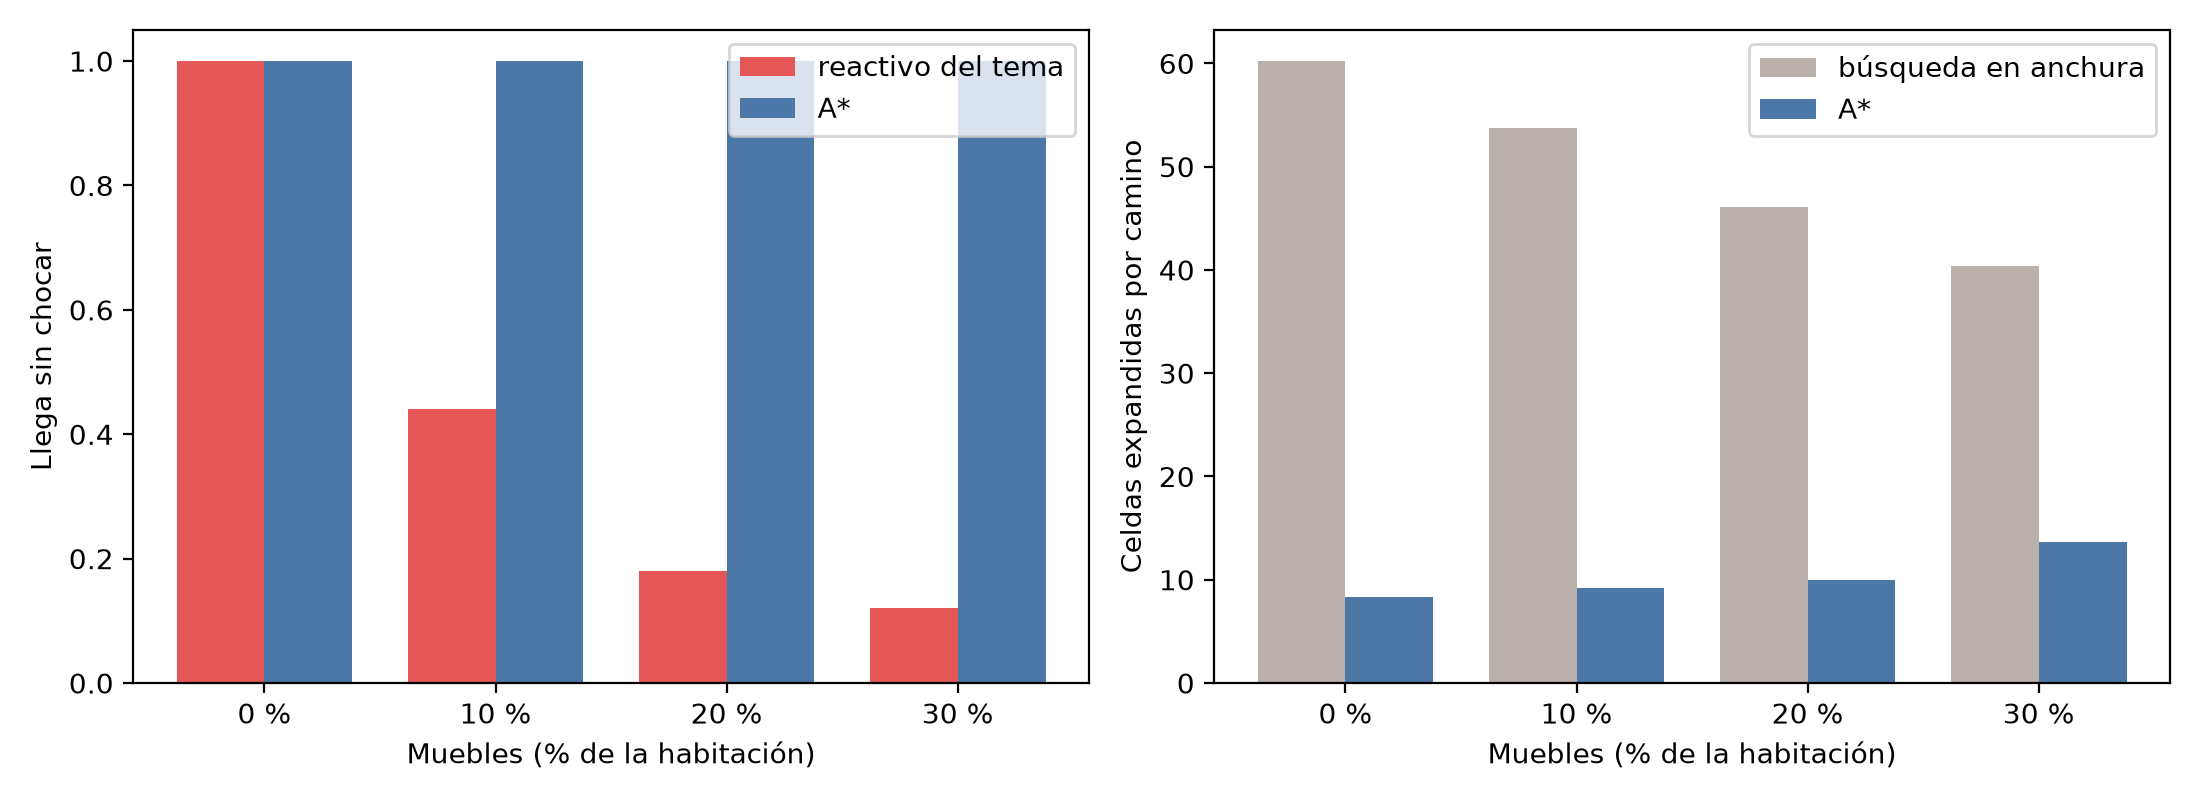 Llega sin chocar
1.0
0.8
0.6
0.4
0.2
0.0
reactivo del tema
A*
0 %
10 %
20 %
30 %
Muebles (% de la habitación)
Celdas expandidas por camino
60
50
40
30
20
10
0
búsqueda en anchura
A*
0 %
10 %
20 %
30 %
Muebles (% de la habitación)